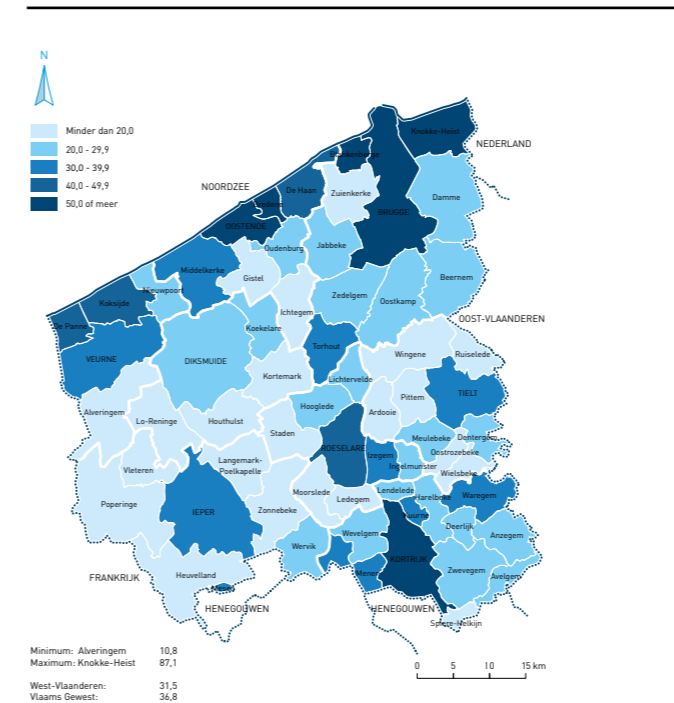 N
Minder dan 20,0
20,0 - 29,9
30,0 - 39,9
40,0 - 49,9
50,0 of meer
Knokke-Heist
NEDERLAND
Blankenberge
NOORDZEE
De Haan
Zuienkerke
Damme
Bredene
BRUGGE
OOSTENDE
Oudenburg
Jabbeke
Middelkerke
Gistel
Beernem
Nieuwpoort
Zedelgem
Oostkamp
Koksijde
Ichtegem
De Panne
Koekelare
OOST-VLAANDEREN
Torhout
VEURNE
DIKSMUIDE
Wingene
Ruiselede
Kortemark
Lichtervelde
TIELT
Pittem
Hooglede
Ardooie
Alveringem
Lo-Reninge
Houthulst
Staden
Meulebeke
Dentergem
ROESELARE
Izegem
Oostrozebeke
Langemark-
Poelkapelle
Ingelmunster
Vleteren
Wielsbeke
Moorslede
Ledegem
Lendelede
Harelbeke
Waregem
Poperinge
IEPER
Zonnebeke
Kuurne
Deerlijk
Anzegem
Wervik
Wevelgem
KORTRIJK
Zwevegem
Avelgem
Menen
FRANKRIJK
Heuvelland
Mesen
HENEGOUWEN
HENEGOUWEN
Spiere-Helkijn
Minimum: Alveringem 10,8
Maximum: Knokke-Heist 87,1
West-Vlaanderen: 31,5
Vlaams Gewest: 36,8
0 5 10 15 km